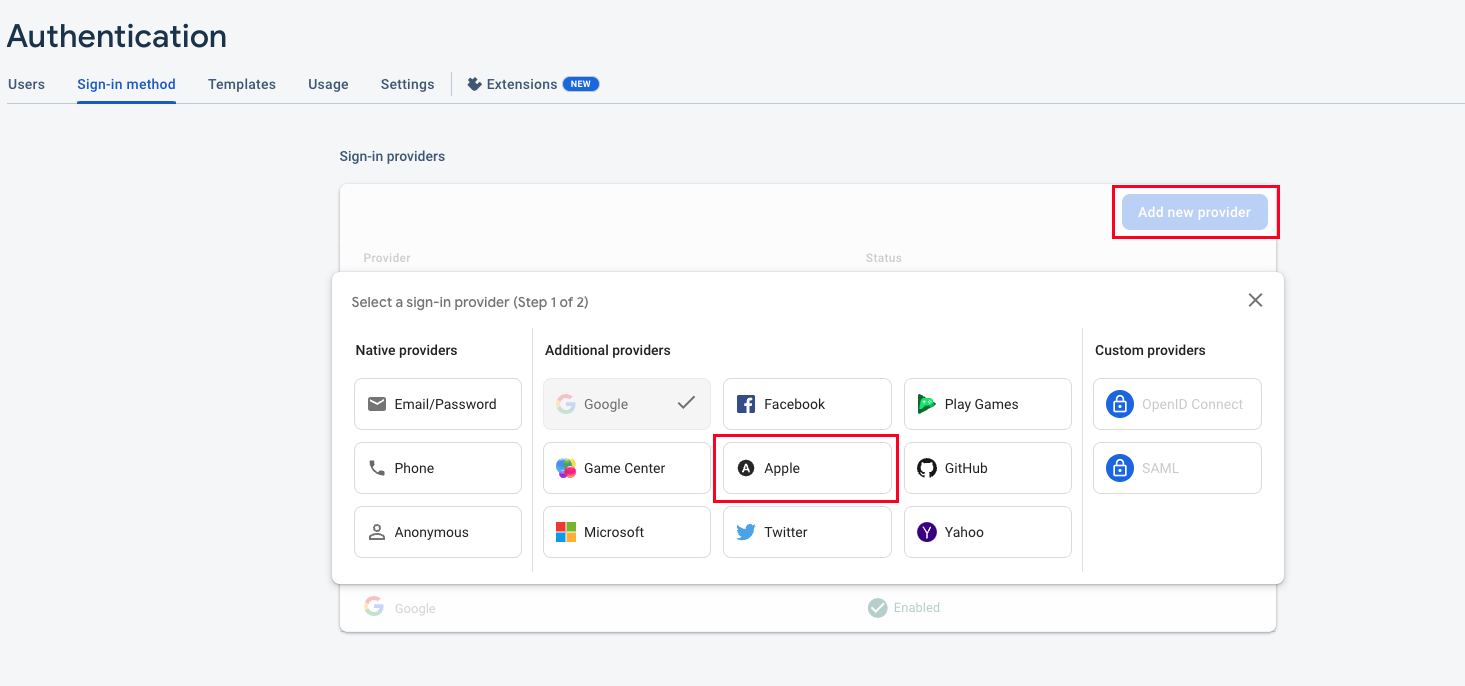 Authentication
Users Sign-in method Templates Usage Settings Extensions NEW
Sign-in providers
Add new provider
Provider Status
Select a sign-in provider (Step 1 of 2)
Native providers Additional providers Custom providers
Email/Password Google Facebook Play Games OpenID Connect
Phone Game Center Apple GitHub SAML
Anonymous Microsoft Twitter Yahoo
Google Enabled